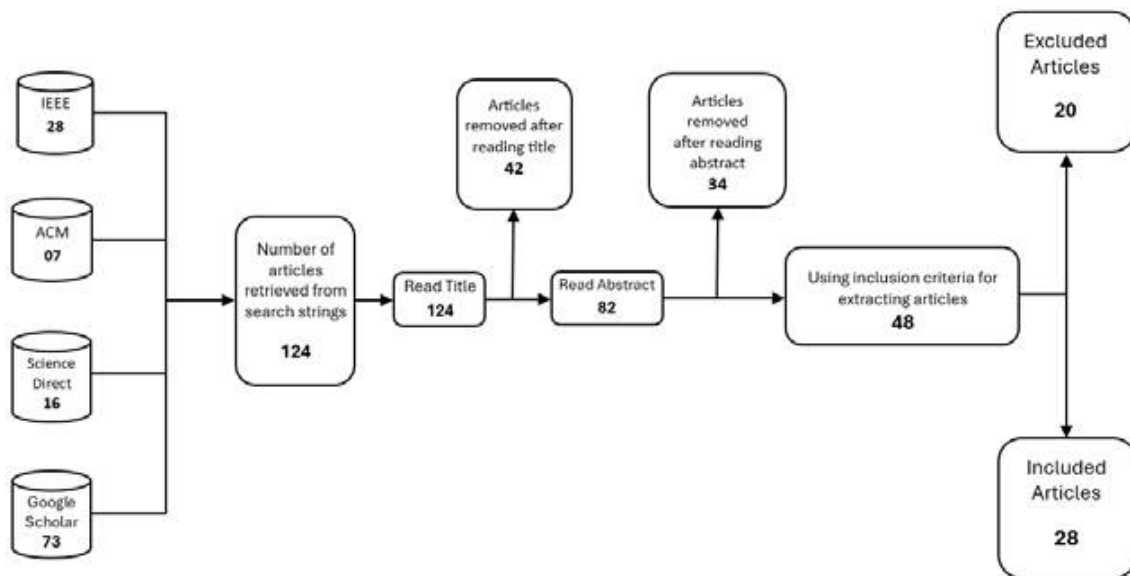 IEEE
28
ACM
07
Science
Direct
16
Google
Scholar
73
Number of
articles
retrieved from
search strings
124
Read Title
124
Articles
removed after
reading title
42
Read Abstract
82
Articles
removed
after reading
abstract
34
Using inclusion criteria for
extracting articles
48
Excluded
Articles
20
Included
Articles
28